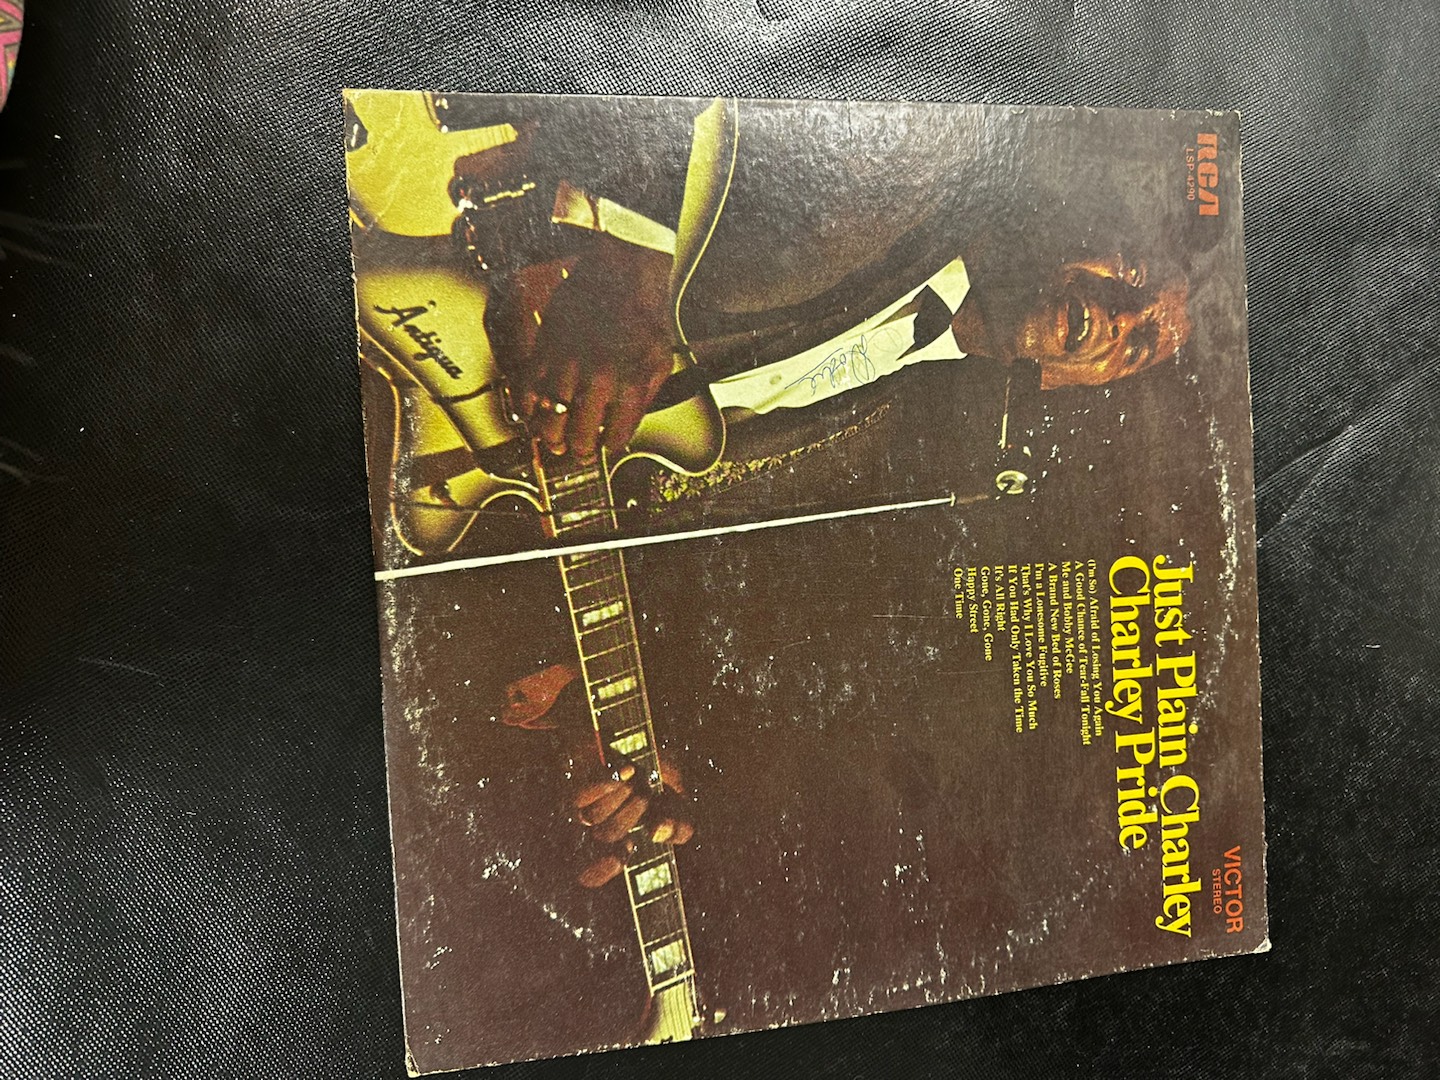 RCA
LSP-4290
VICTOR
STEREO
Just Plain Charley
Charley Pride
(I'm So) Afraid of Losing You Again
A Good Chance of Tear-Fall Tonight
Me and Bobby McGee
A Brand New Bed of Roses
I'm a Lonesome Fugitive
That's Why I Love You So Much
If You Had Only Taken the Time
It's All Right
Gone, Gone, Gone
Happy Street
One Time
Antigua